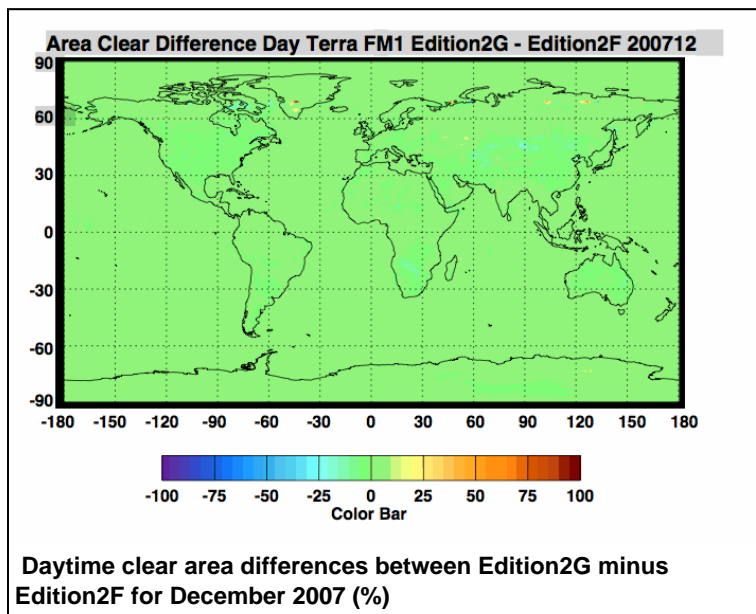 Area Clear Difference Day Terra FM1 Edition2G - Edition2F 200712
90
60
30
0
-30
-60
-90
-180 -150 -120 -90 -60 -30 0 30 60 90 120 150 180
-100 -75 -50 -25 0 25 50 75 100
Color Bar
Daytime clear area differences between Edition2G minus
Edition2F for December 2007 (%)